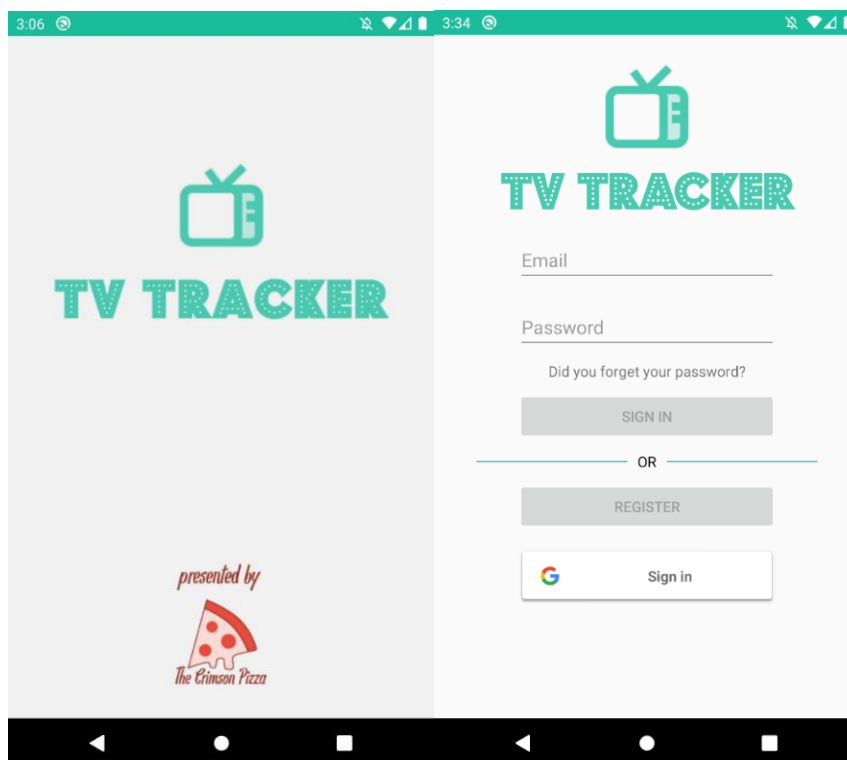 3:06
TV TRACKER
presented by
The Crimson Pizza
3:34
TV TRACKER
Email
Password
Did you forget your password?
SIGN IN
OR
REGISTER
G Sign in